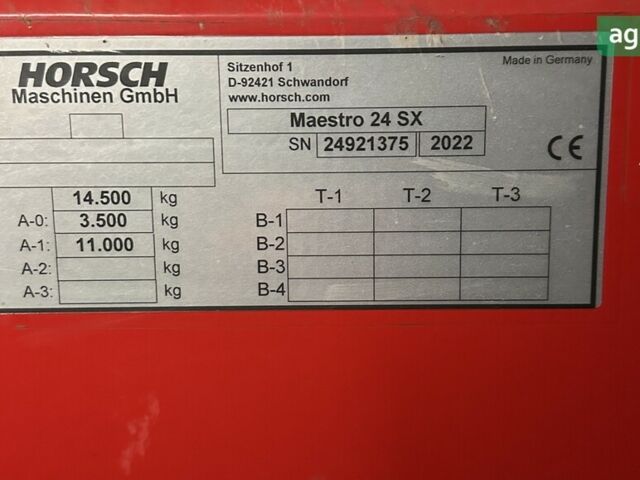 HORSCH
Maschinen GmbH
Sitzenhof 1
D-92421 Schwandorf
www.horsch.com
Made in Germany
ag
Maestro 24 SX
SN 24921375 2022
CE
14.500 kg
A-0: 3.500 kg
A-1: 11.000 kg
A-2: kg
A-3: kg
T-1 T-2 T-3
B-1
B-2
B-3
B-4